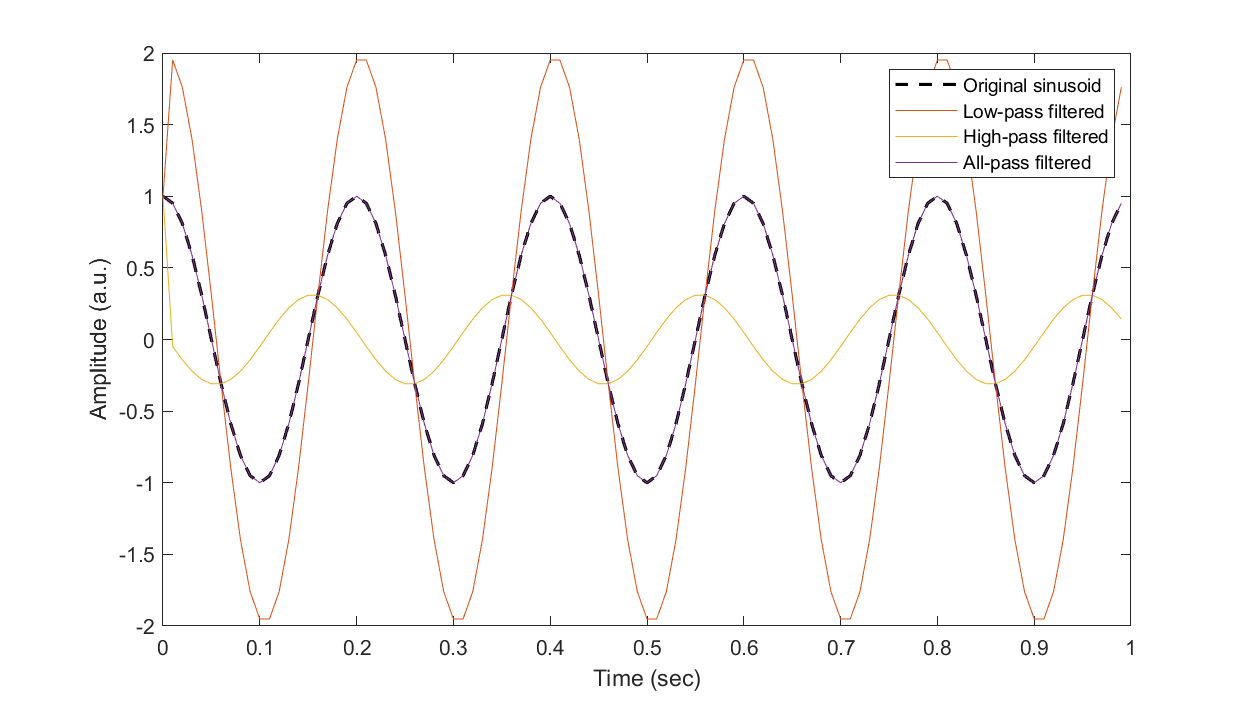 2
1.5
1
0.5
0
-0.5
-1
-1.5
-2
Amplitude (a.u.)
Original sinusoid
Low-pass filtered
High-pass filtered
All-pass filtered
0 0.1 0.2 0.3 0.4 0.5 0.6 0.7 0.8 0.9 1
Time (sec)